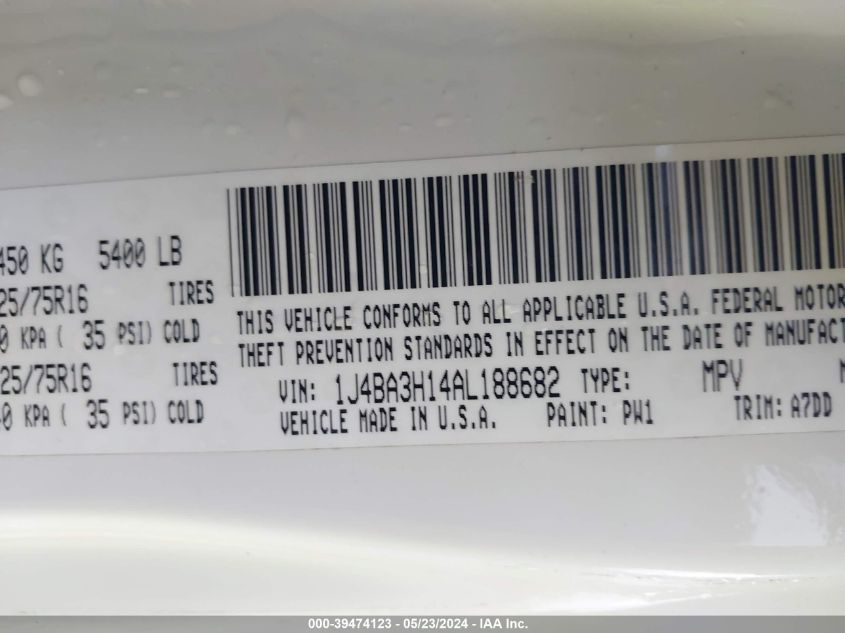 450 KG 5400 LB
25/75R16 TIRES
0 KPA ( 35 PSI) COLD
25/75R16 TIRES
40 KPA ( 35 PSI) COLD
THIS VEHICLE CONFORMS TO ALL APPLICABLE U.S.A. FEDERAL MOTOR
THEFT PREVENTION STANDARDS IN EFFECT ON THE DATE OF MANUFACT
VIN: 1J4BA3H14AL188682 TYPE: MPV
VEHICLE MADE IN U.S.A. PAINT: PW1 TRIM: A7DD
000-39474123 - 05/23/2024 - IAA Inc.